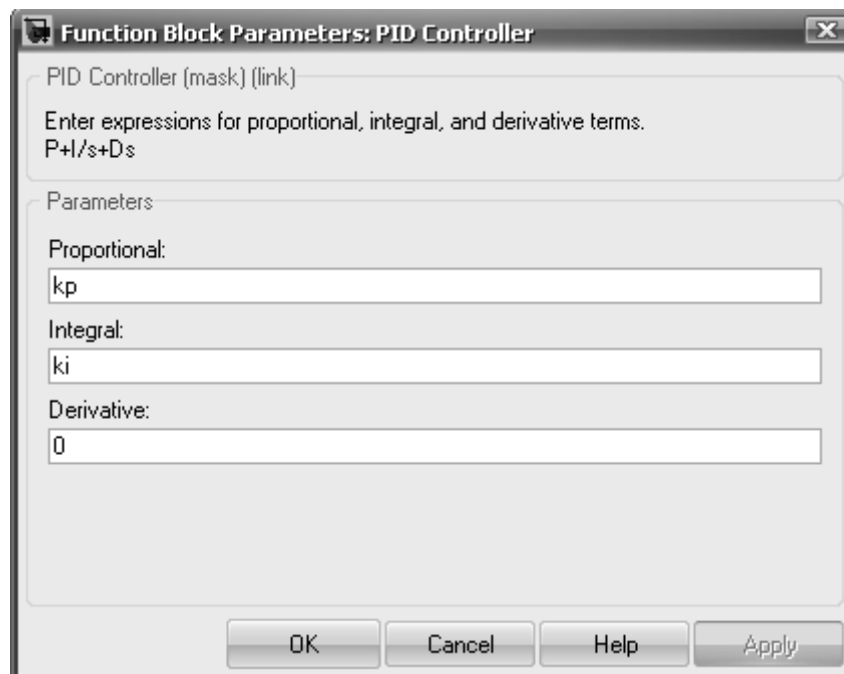 Function Block Parameters: PID Controller
PID Controller (mask) (link)
Enter expressions for proportional, integral, and derivative terms.
P+I/s+Ds
Parameters
Proportional:
kp
Integral:
ki
Derivative:
0
OK
Cancel
Help
Apply